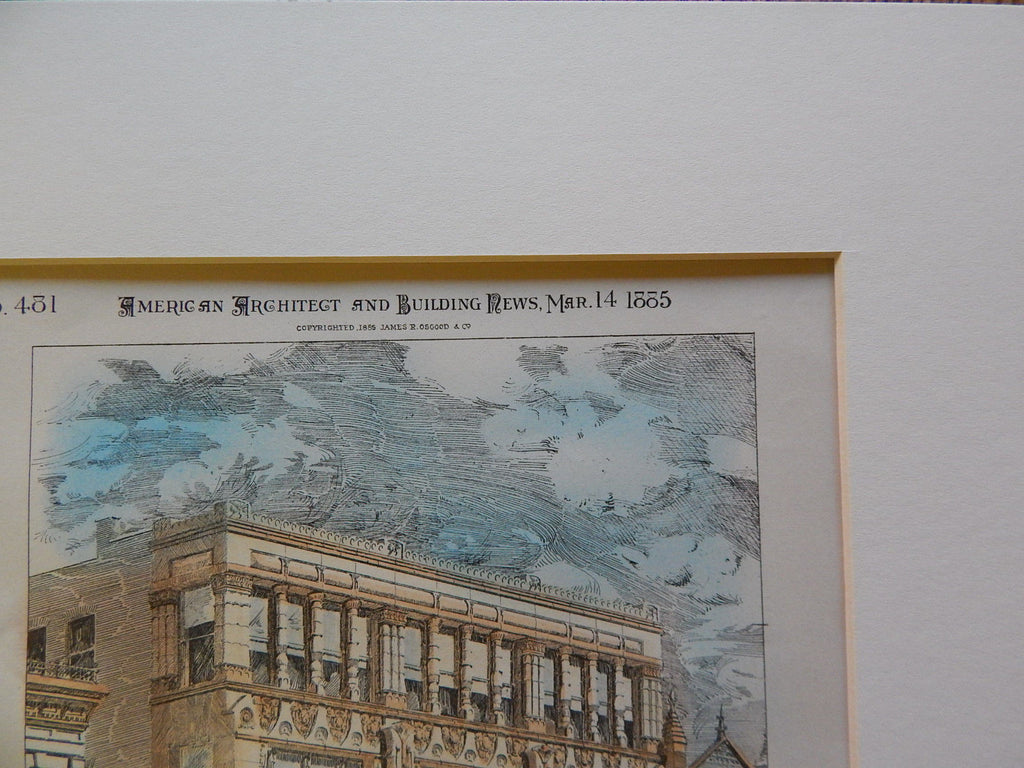 . 481 AMERICAN ARCHITECT AND BUILDING NEWS, MAR. 14 1885
COPYRIGHTED, 1885 JAMES R. OSGOOD & CO